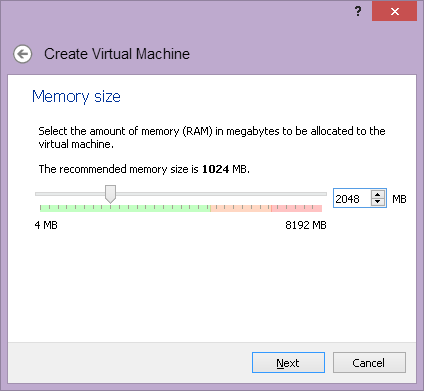 ?
Create Virtual Machine
Memory size
Select the amount of memory (RAM) in megabytes to be allocated to the
virtual machine.
The recommended memory size is 1024 MB.
2048 MB
4 MB 8192 MB
Next Cancel